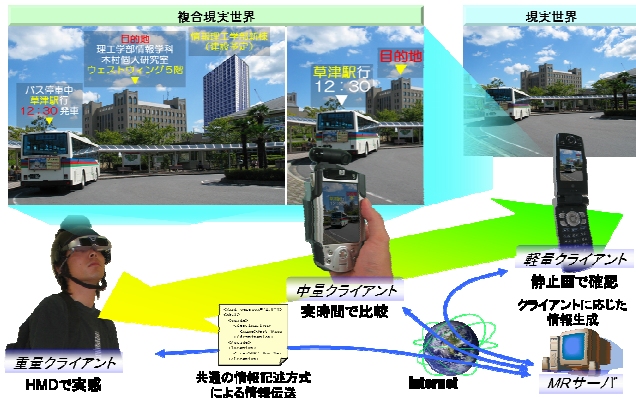 複合現実世界
現実世界
目的地
理工学部情報学科
木村個人研究室
ウェストウィング5階
バス停車中
草津駅行
12:30発車
草津駅行
12:30
目的地
軽量クライアント
静止画で確認
中量クライアント
実時間で比較
クライアントに応じた
情報生成
重量クライアント
HMDで実感
共通の情報記述方式
による情報伝送
Internet
MRサーバ